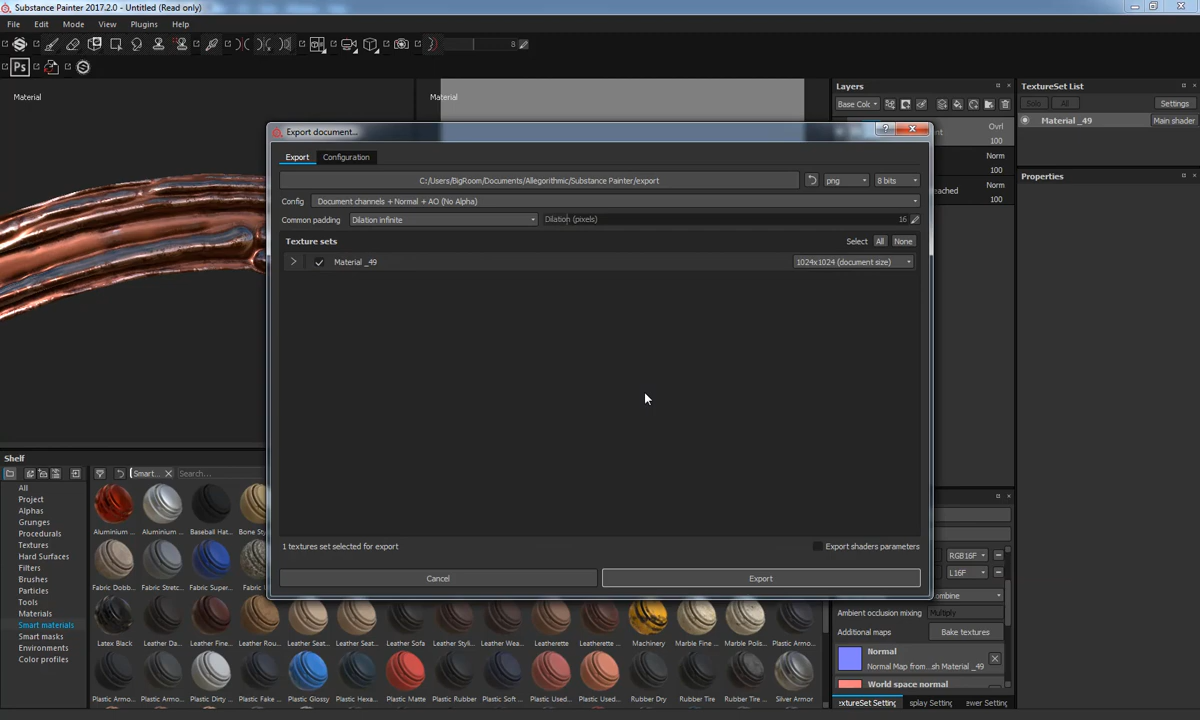 Substance Painter 2017.2.0 - Untitled (Read only)
File Edit Mode View Plugins Help
8
Ps
Material
Material
Layers
Base Colc
Ovrl
100
Norm
100
Norm
100
TextureSet List
Solo All Settings
Material _49 Main shader
Properties
Export document...
Export Configuration
C:/Users/BigRoom/Documents/Allegorithmic/Substance Painter/export png 8 bits
Config Document channels + Normal + AO (No Alpha)
Common padding Dilation infinite Dilation (pixels) 16
Texture sets Select All None
Material _49 1024x1024 (document size)
1 textures set selected for export Export shaders parameters
Cancel Export
Shelf
Smart... Search...
All
Project
Alphas
Grunges
Procedurals
Textures
Hard Surfaces
Filters
Brushes
Particles
Tools
Materials
Smart materials
Smart masks
Environments
Color profiles
Aluminium ... Aluminium ... Baseball Hat... Bone Sty
Fabric Dobb... Fabric Stretc... Fabric Super...
Latex Black Leather Da... Leather Fine... Leather Rou... Leather Seat... Leather Seat... Leather Sofa Leather Styli... Leather Wea... Leatherette Leatherette ... Machinery Marble Fine ... Marble Polis... Plastic Armo...
Plastic Armo... Plastic Armo... Plastic Dirty... Plastic Fake ... Plastic Glossy Plastic Hexa... Plastic Matte Plastic Mou... Plastic Soft ... Plastic Used... Plastic Used... Rubber Dry Rubber Tire Rubber Tire ... Silver Armor
RGB16F
L16F
Ambient occlusion mixing Multiply
Additional maps Bake textures
Normal
Normal Map from...sh Material _49
World space normal
extureSet Setting splay Setting ewer Setting